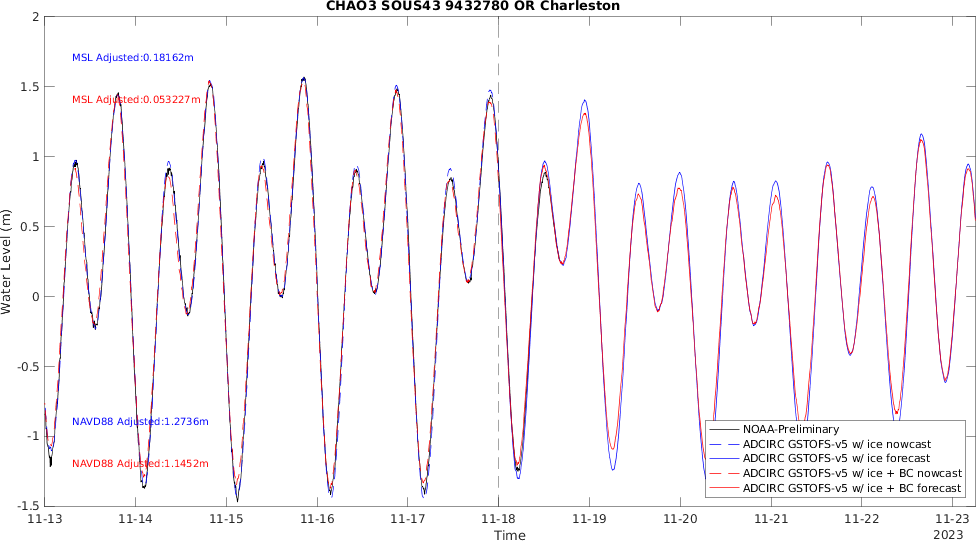 CHAO3 SOUS43 9432780 OR Charleston
2
1.5
1
0.5
0
-0.5
-1
-1.5
Water Level (m)
MSL Adjusted:0.18162m
MSL Adjusted:0.053227m
NAVD88 Adjusted:1.2736m
NAVD88 Adjusted:1.1452m
NOAA-Preliminary
ADCIRC GSTOFS-v5 w/ ice nowcast
ADCIRC GSTOFS-v5 w/ ice forecast
ADCIRC GSTOFS-v5 w/ ice + BC nowcast
ADCIRC GSTOFS-v5 w/ ice + BC forecast
11-13 11-14 11-15 11-16 11-17 11-18 11-19 11-20 11-21 11-22 11-23
2023
Time